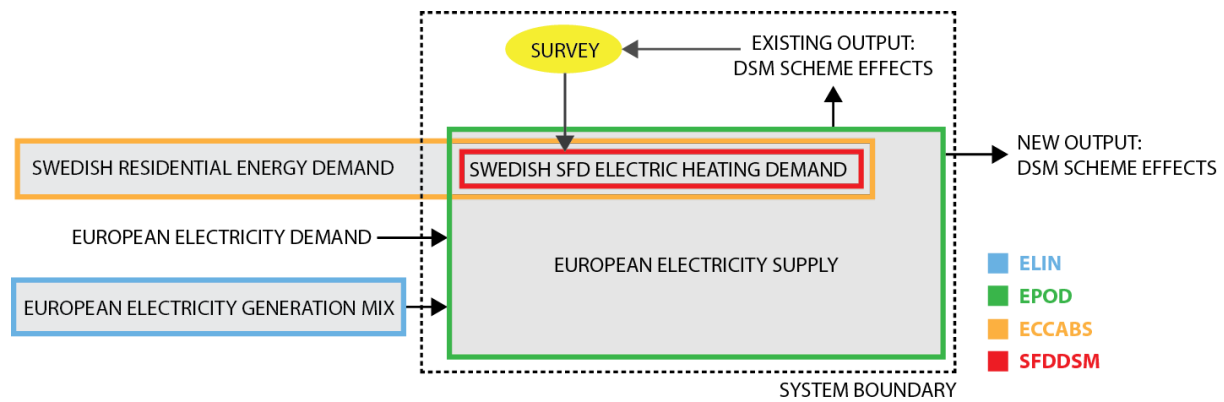 SURVEY
EXISTING OUTPUT:
DSM SCHEME EFFECTS
SWEDISH RESIDENTIAL ENERGY DEMAND
SWEDISH SFD ELECTRIC HEATING DEMAND
NEW OUTPUT:
DSM SCHEME EFFECTS
EUROPEAN ELECTRICITY DEMAND
EUROPEAN ELECTRICITY SUPPLY
EUROPEAN ELECTRICITY GENERATION MIX
ELIN
EPOD
ECCABS
SFDDSM
SYSTEM BOUNDARY